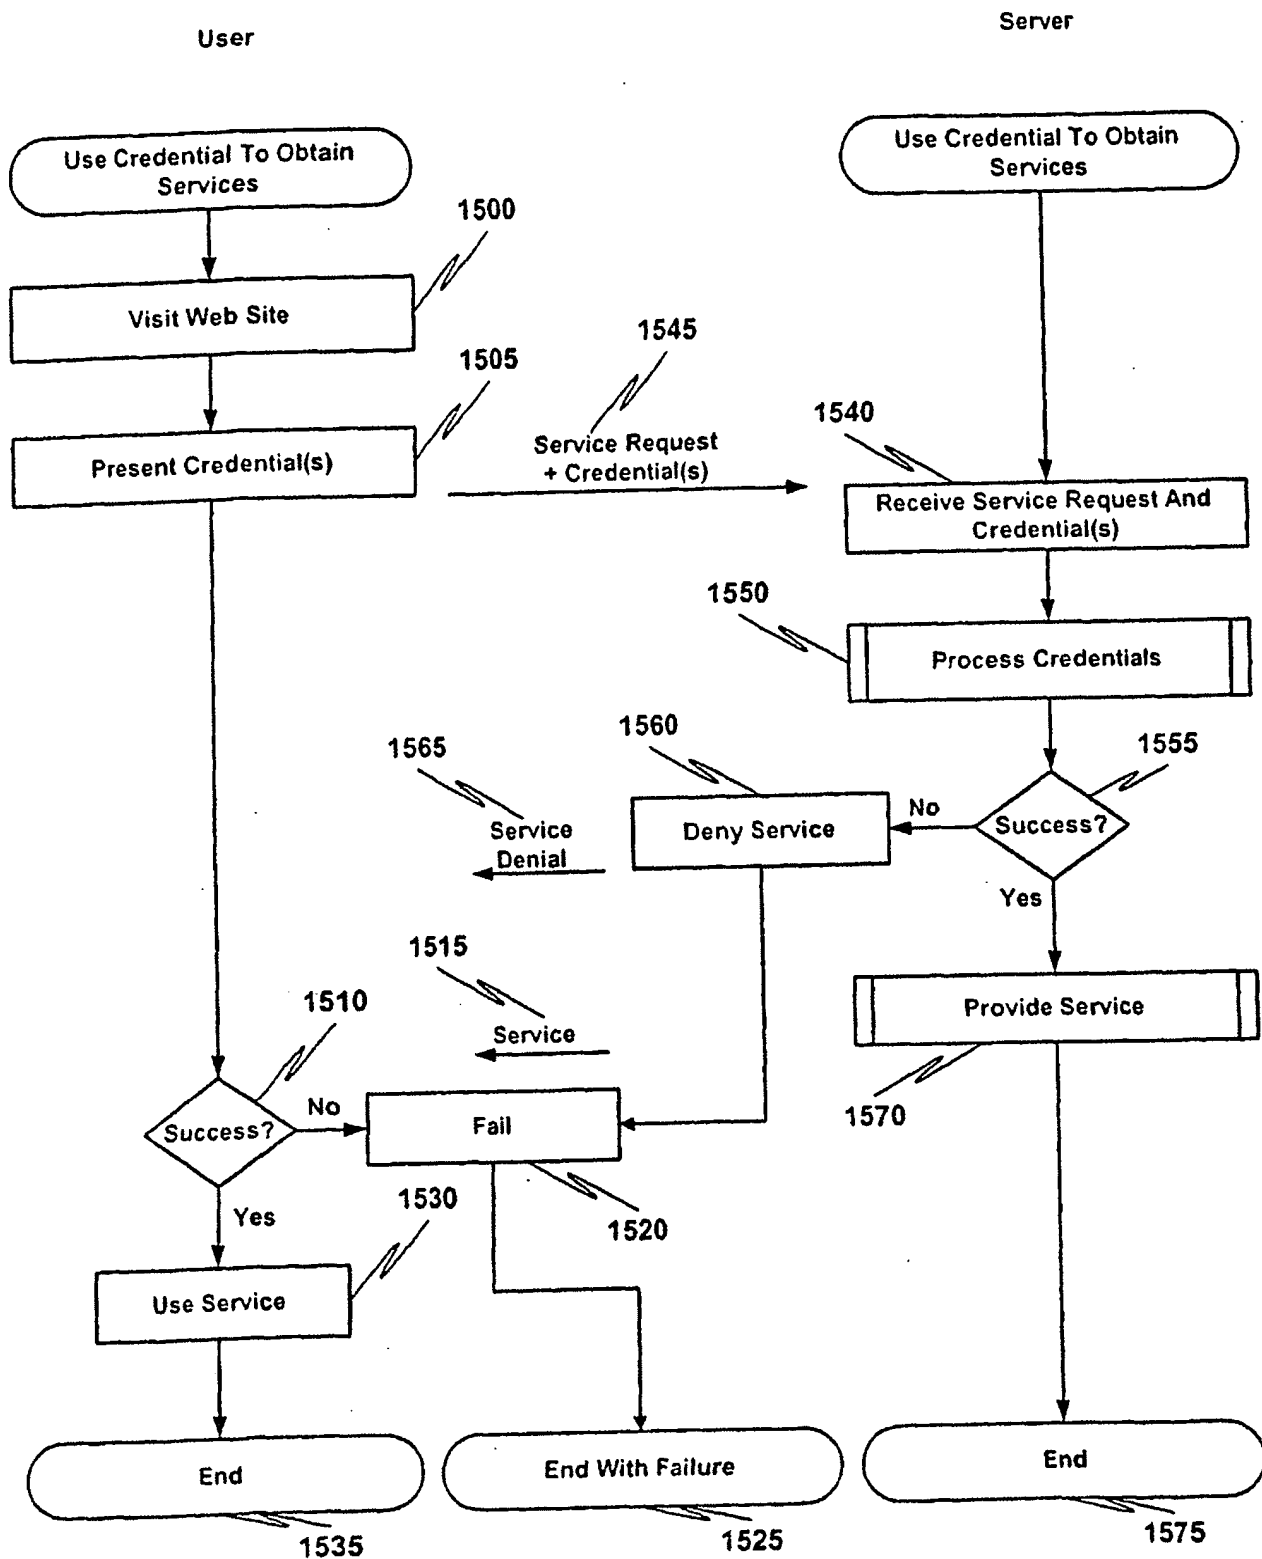 User
Server
Use Credential To Obtain
Services
Use Credential To Obtain
Services
1500
Visit Web Site
1505
1545
1540
Present Credential(s)
Service Request
+ Credential(s)
Receive Service Request And
Credential(s)
1550
Process Credentials
1565
1560
1555
Service
Denial
Deny Service
No
Success?
Yes
1515
1510
Service
Provide Service
1570
Success?
No
Fail
1520
Yes
1530
Use Service
End
End With Failure
End
1535
1525
1575